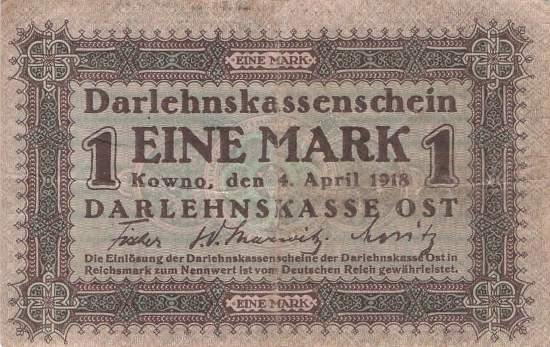 EINE MARK
Darlehnskassenschein
1 EINE MARK 1
Kowno, den 4. April 1918
DARLEHNSKASSE OST
Die Einlösung der Darlehnskassenscheine der Darlehnskasse Ost in
Reichsmark zum Nennwert ist vom Deutschen Reich gewährleistet.
EINE MARK